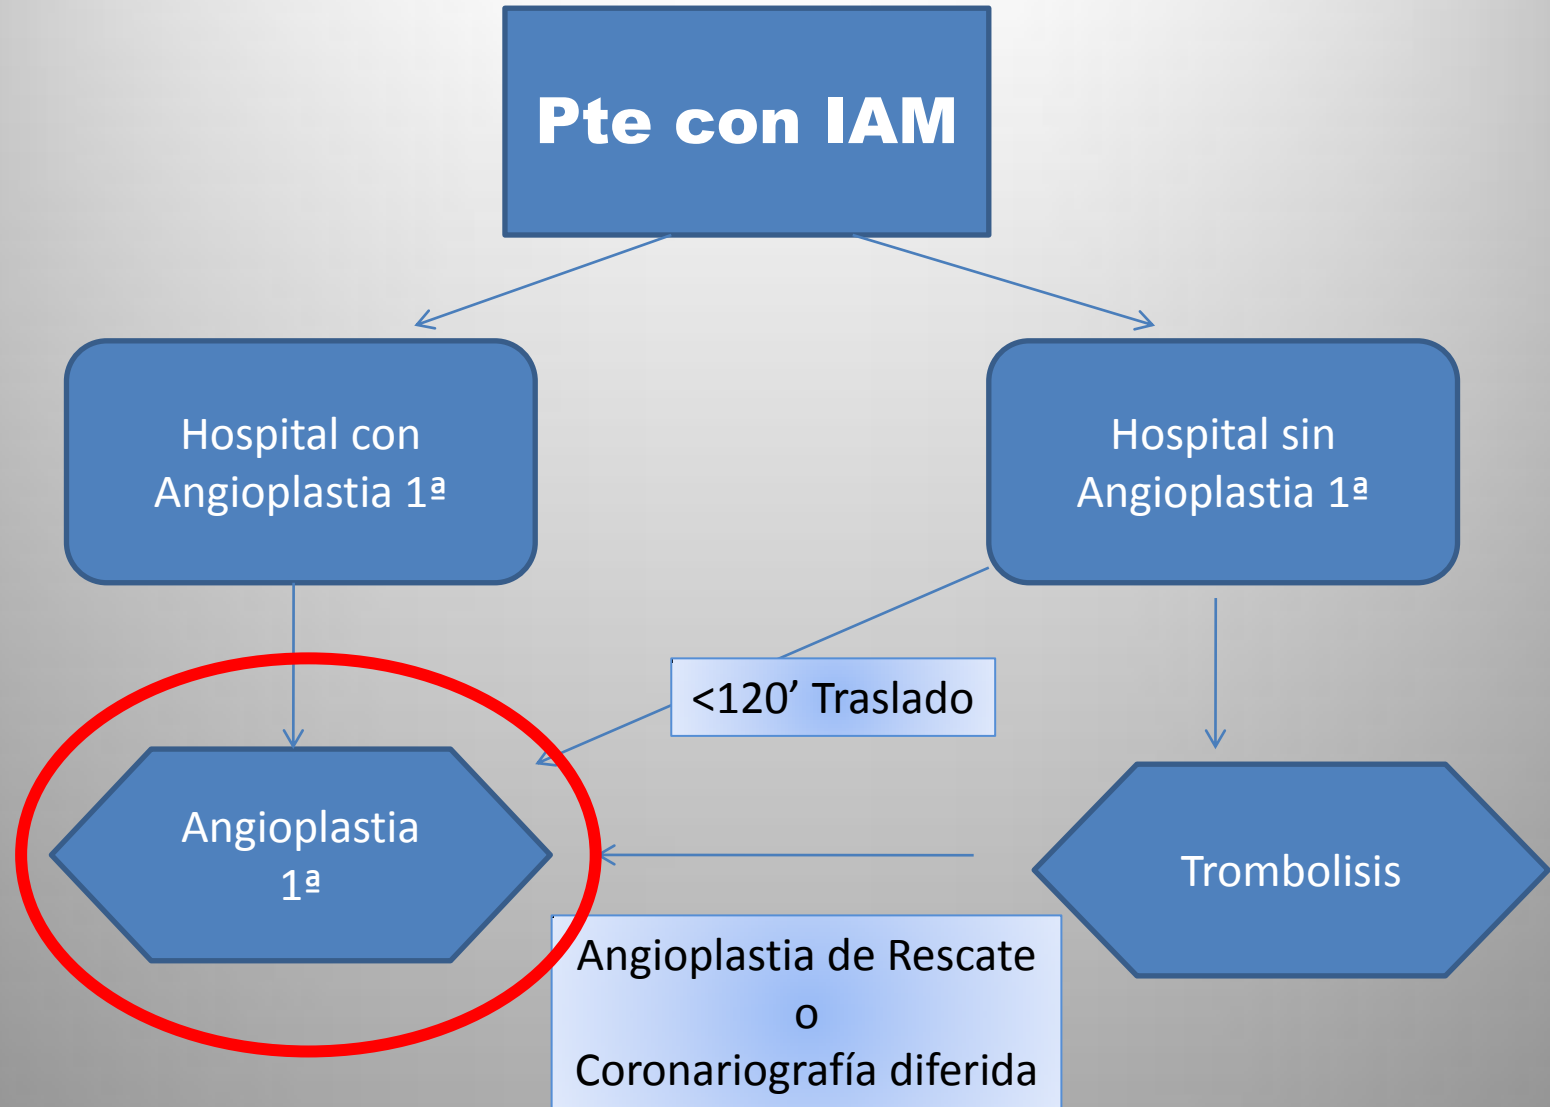 Pte con IAM
Hospital con
Angioplastia 1ª
Hospital sin
Angioplastia 1ª
<120’ Traslado
Angioplastia
1ª
Trombolisis
Angioplastia de Rescate
o
Coronariografía diferida